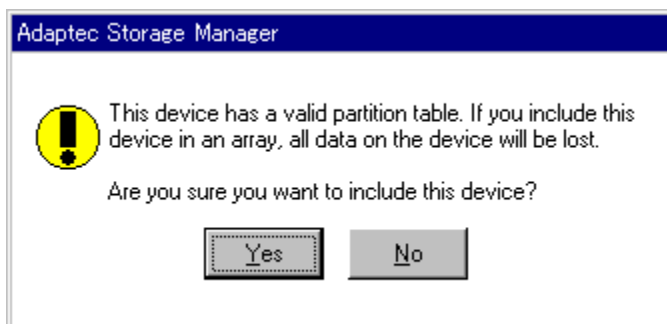 Adaptec Storage Manager
This device has a valid partition table. If you include this
device in an array, all data on the device will be lost.
Are you sure you want to include this device?
Yes
No